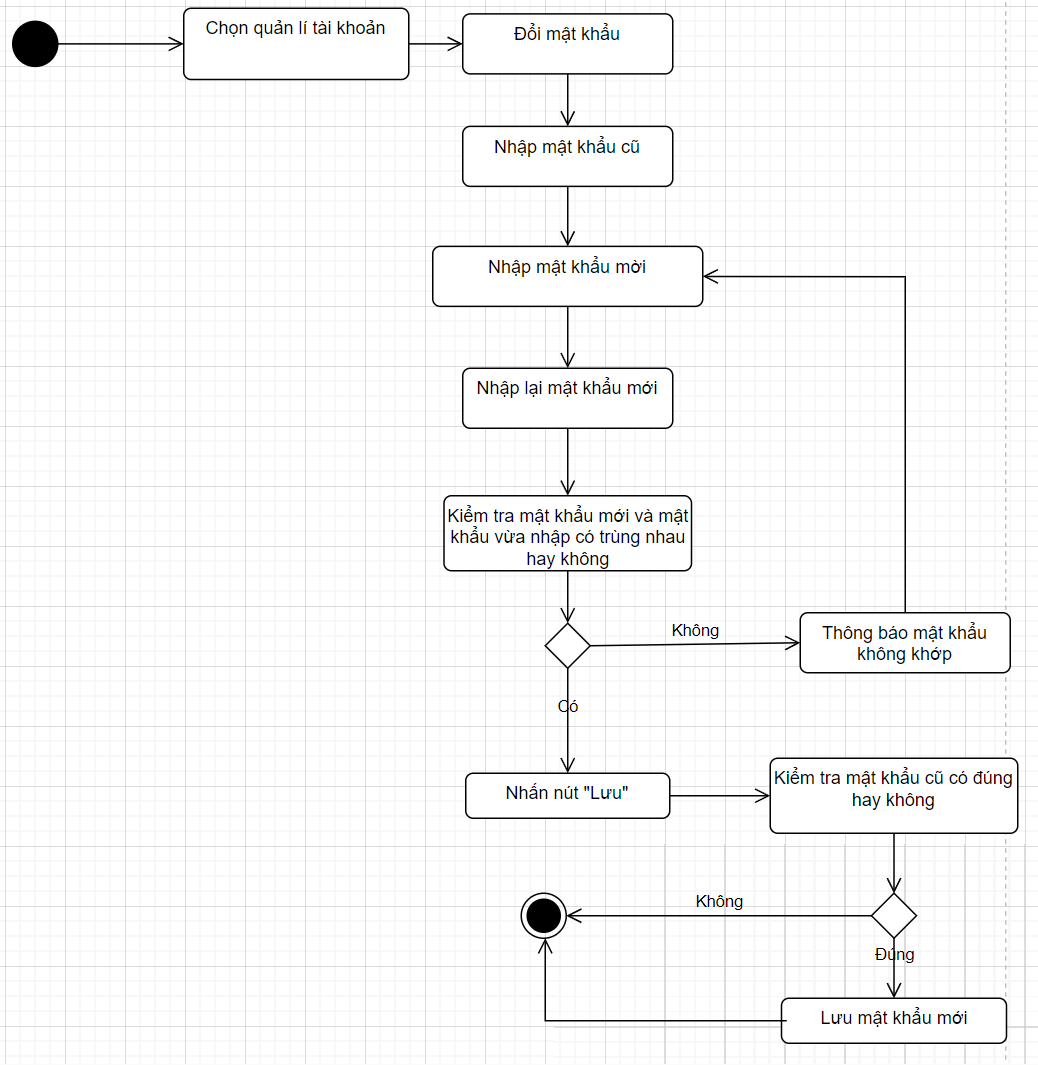 Chọn quản lí tài khoản
Đổi mật khẩu
Nhập mật khẩu cũ
Nhập mật khẩu mời
Nhập lại mật khẩu mới
Kiểm tra mật khẩu mới và mật
khẩu vừa nhập có trùng nhau
hay không
Không
Thông báo mật khẩu
không khớp
Có
Nhấn nút "Lưu"
Kiểm tra mật khẩu cũ có đúng
hay không
Không
Đúng
Lưu mật khẩu mới